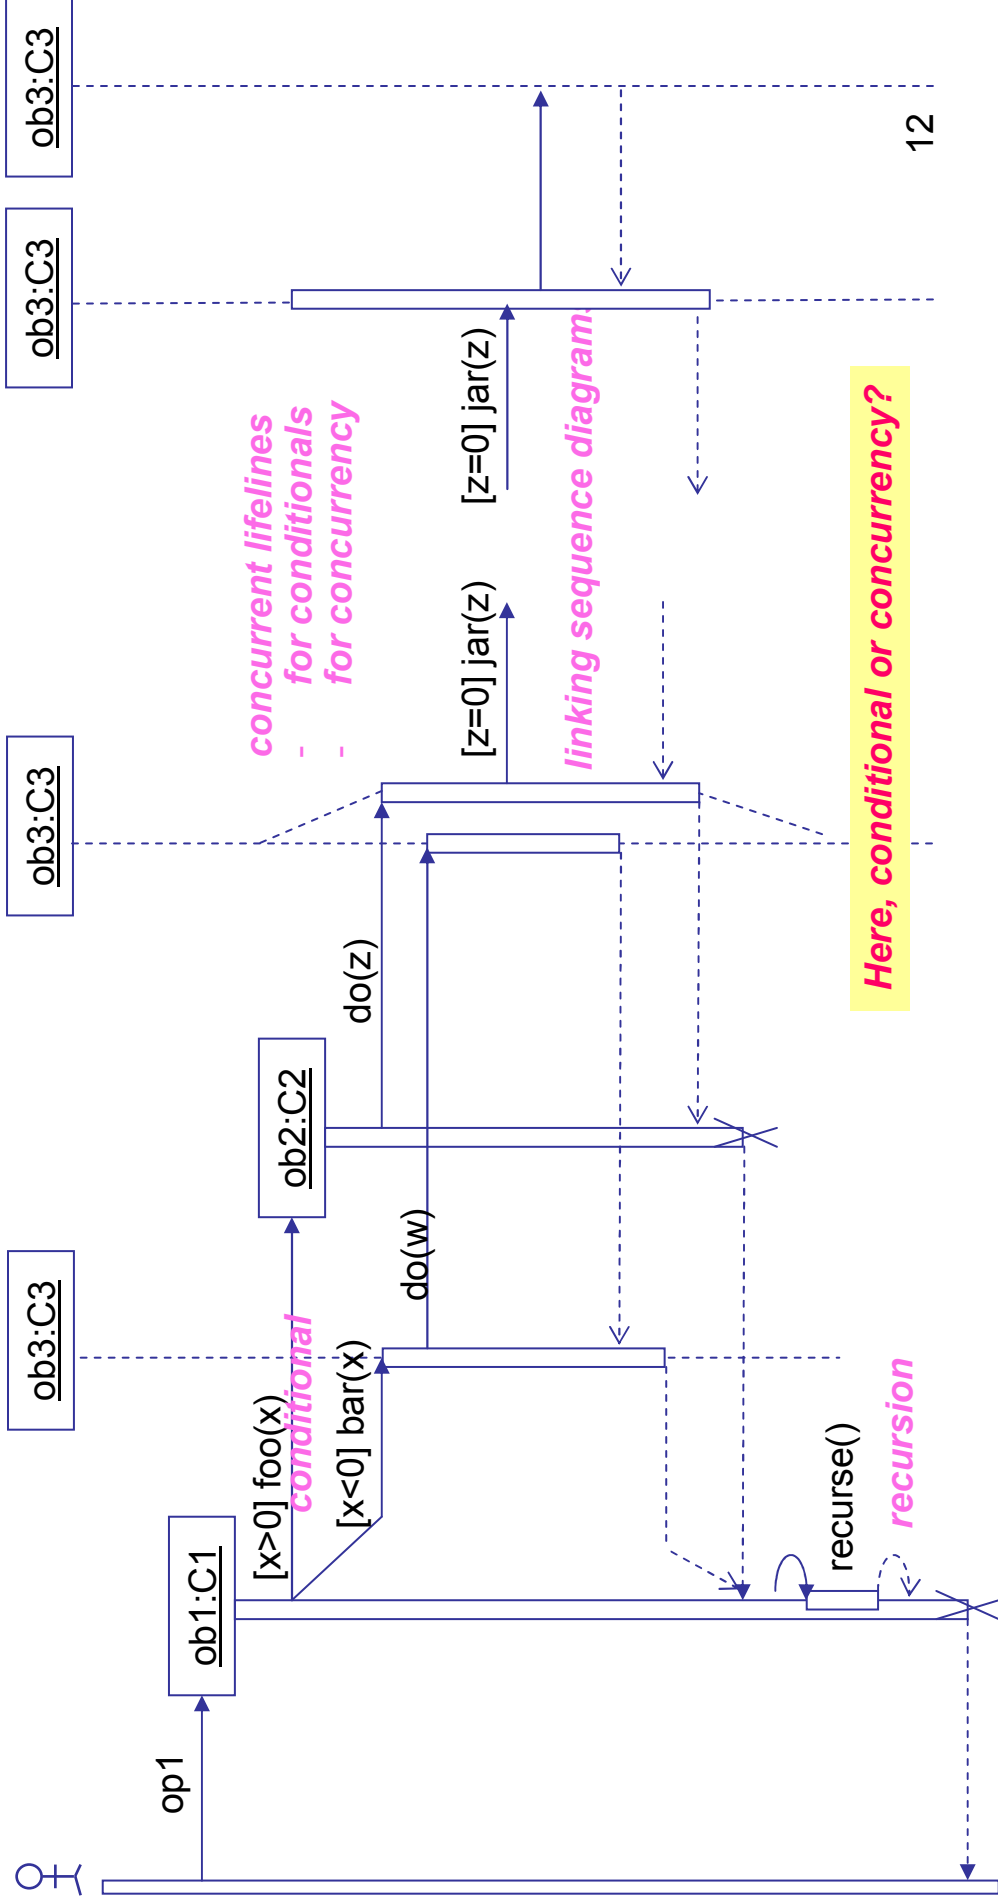 ob3:C3
ob3:C3
ob3:C3
ob3:C3
ob1:C1
ob2:C2
op1
[x>0] foo(x)
conditional
[x<0] bar(x)
do(z)
do(w)
concurrent lifelines
- for conditionals
- for concurrency
[z=0] jar(z)
[z=0] jar(z)
linking sequence diagram
recurse()
recursion
Here, conditional or concurrency?
12